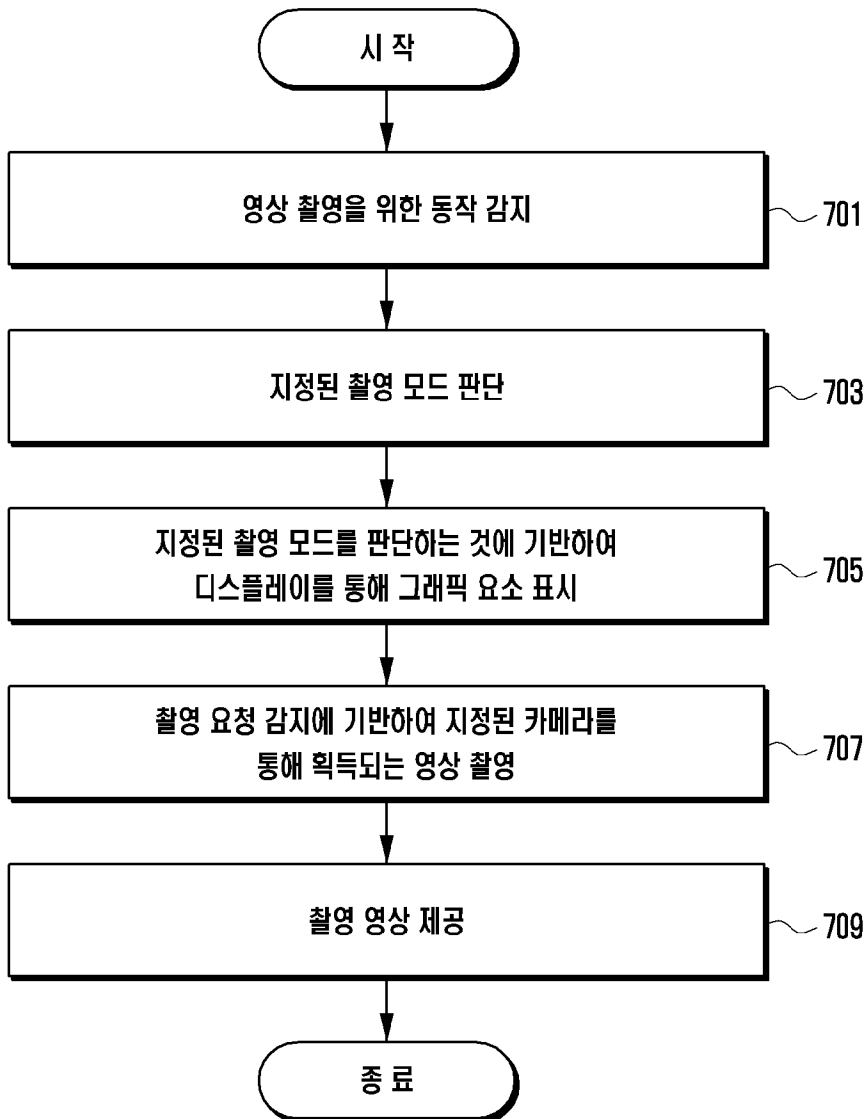 시 작
영상 촬영을 위한 동작 감지
701
지정된 촬영 모드 판단
703
지정된 촬영 모드를 판단하는 것에 기반하여
디스플레이를 통해 그래픽 요소 표시
705
촬영 요청 감지에 기반하여 지정된 카메라를
통해 획득되는 영상 촬영
707
촬영 영상 제공
709
종 료